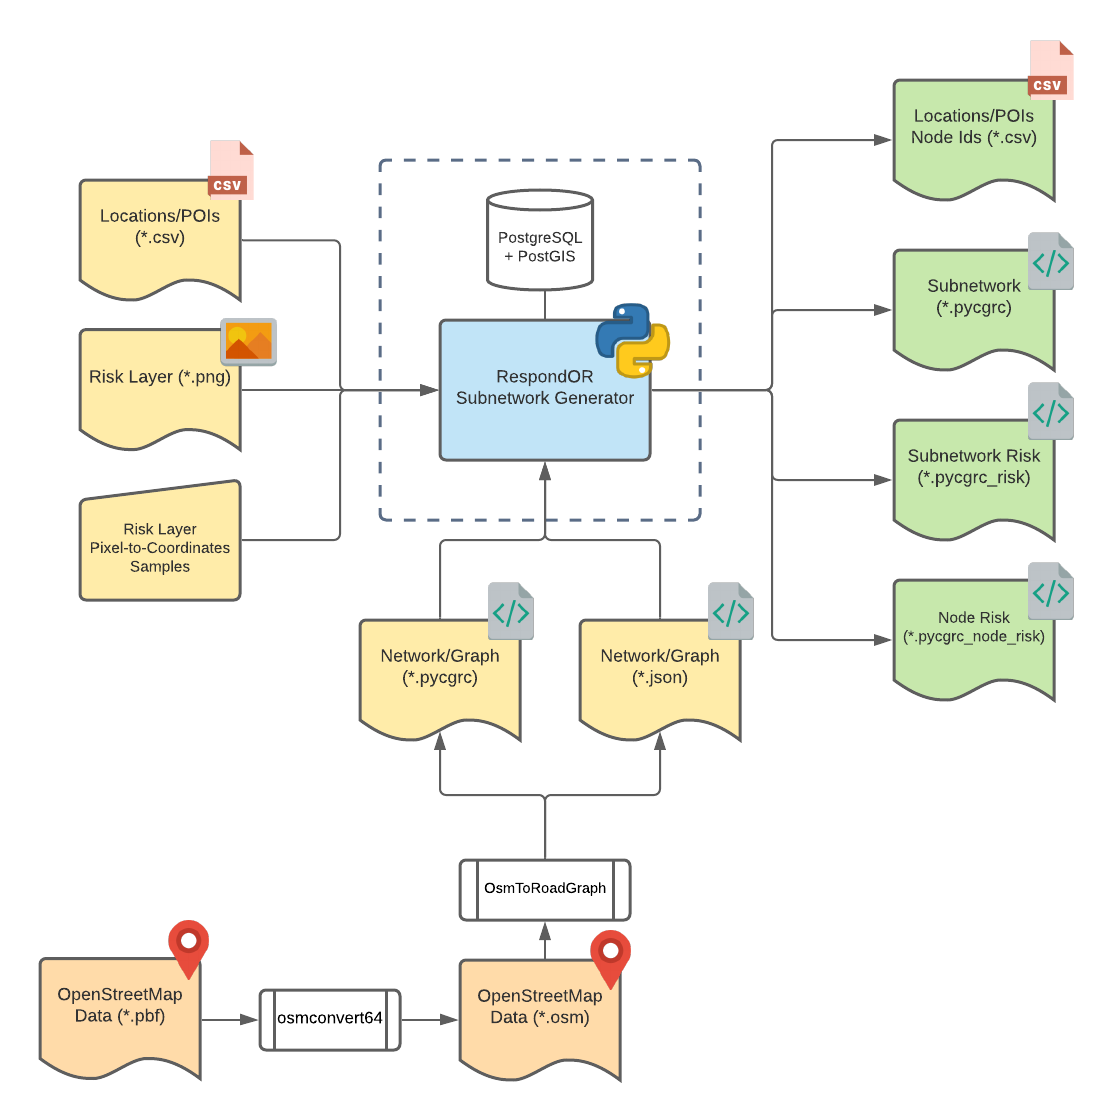 CSV
Locations/POIs
Node Ids (*.csv)
CSV
Locations/POIs
(*.csv)
PostgreSQL
+ PostGIS
Subnetwork
(*.pycgrc)
</>
Risk Layer (*.png)
RespondOR
Subnetwork Generator
Subnetwork Risk
(*.pycgrc_risk)
</>
Risk Layer
Pixel-to-Coordinates
Samples
Node Risk
(*.pycgrc_node_risk)
</>
Network/Graph
(*.pycgrc)
</>
Network/Graph
(*.json)
</>
OsmToRoadGraph
OpenStreetMap
Data (*.pbf)
osmconvert64
OpenStreetMap
Data (*.osm)